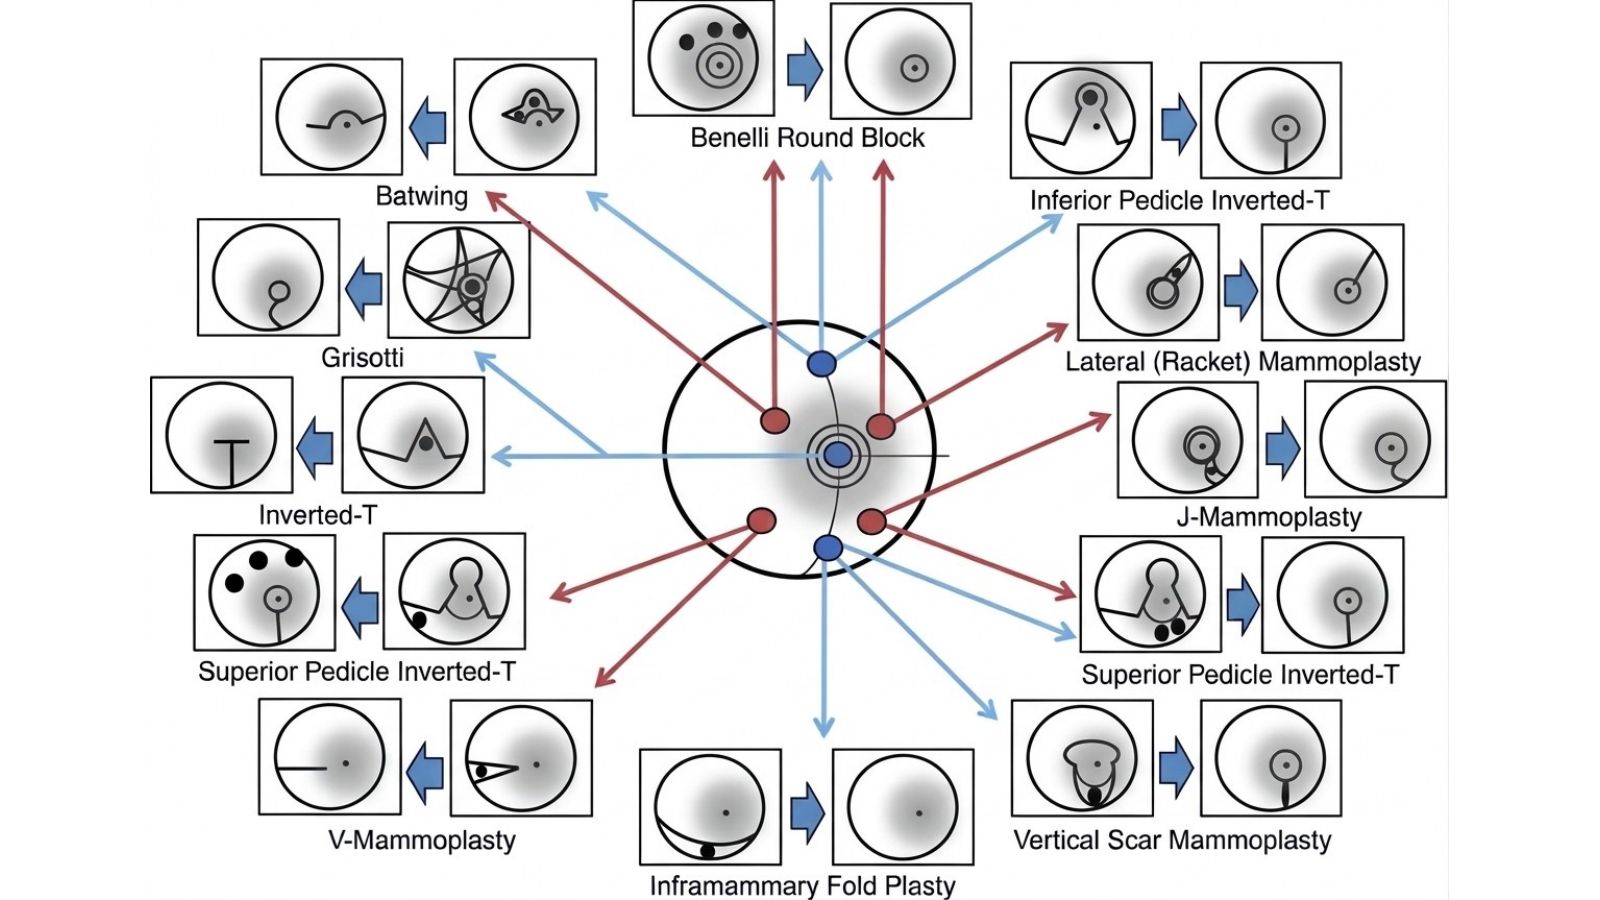 Benelli Round Block
Batwing
Inferior Pedicle Inverted-T
Grisotti
Lateral (Racket) Mammoplasty
Inverted-T
J-Mammoplasty
Superior Pedicle Inverted-T
Superior Pedicle Inverted-T
V-Mammoplasty
Vertical Scar Mammoplasty
Inframammary Fold Plasty